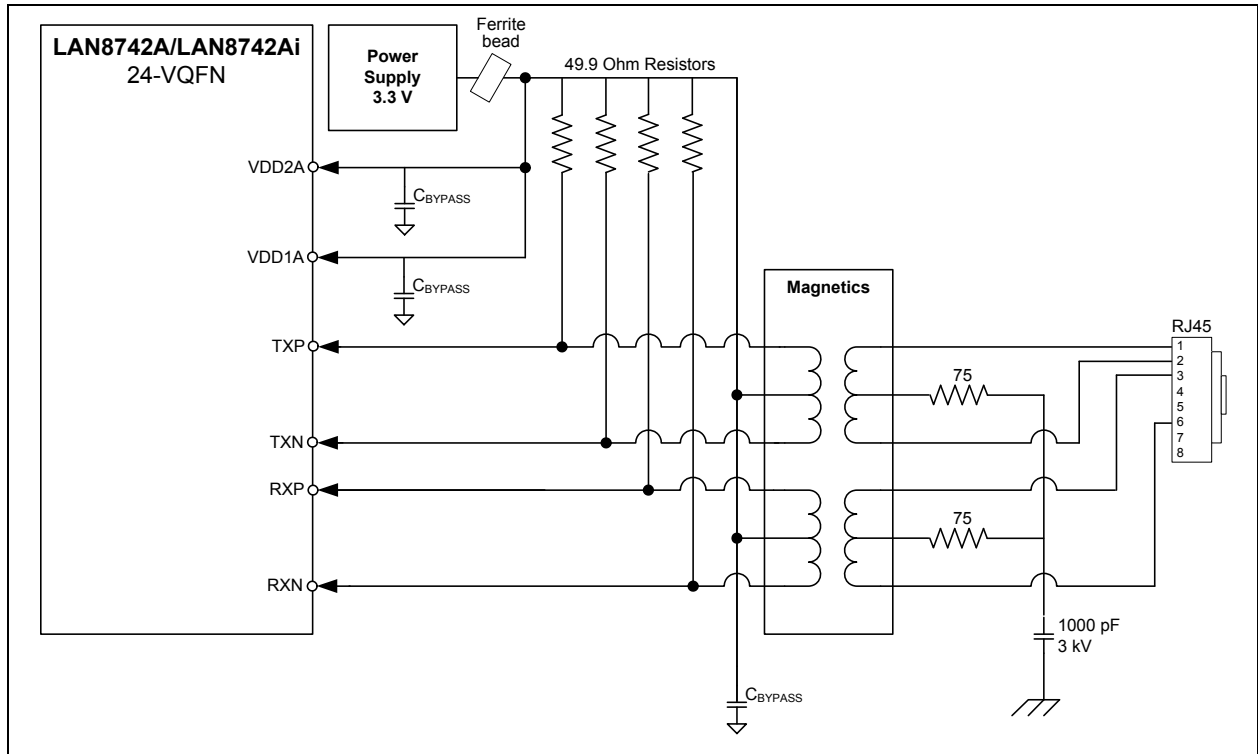 LAN8742A/LAN8742Ai
24-VQFN
Power
Supply
3.3 V
Ferrite
bead
49.9 Ohm Resistors
VDD2A
CBYPASS
VDD1A
CBYPASS
Magnetics
RJ45
TXP
1
2
3
4
5
6
7
8
75
TXN
RXP
75
RXN
1000 pF
3 kV
CBYPASS